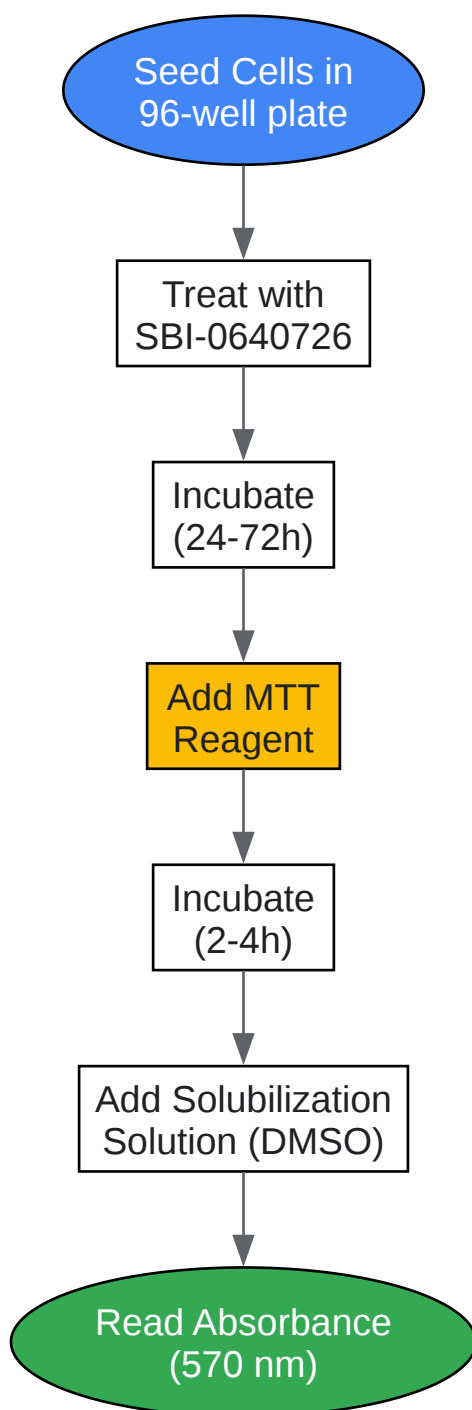 Seed Cells in
96-well plate
Treat with
SBI-0640726
Incubate
(24-72h)
Add MTT
Reagent
Incubate
(2-4h)
Add Solubilization
Solution (DMSO)
Read Absorbance
(570 nm)